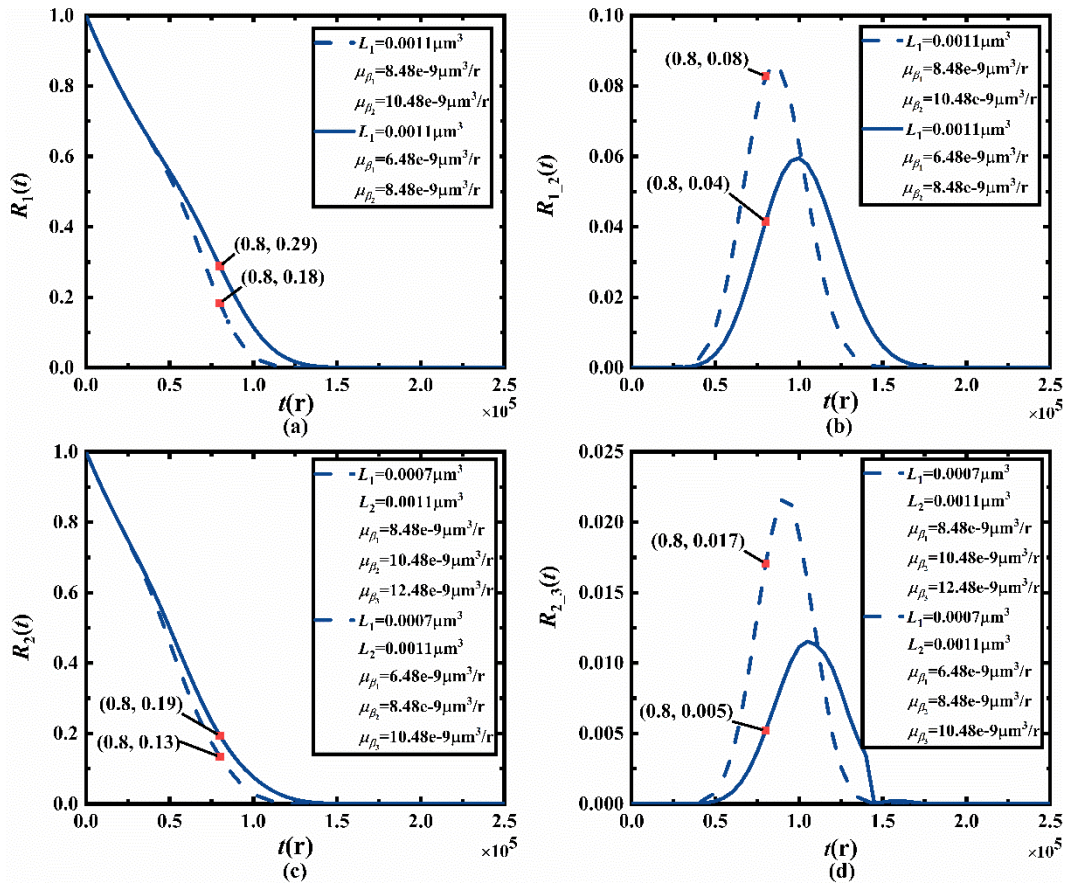 (a)
R₁(t)
1.0
0.8
0.6
0.4
0.2
0.0
L₁=0.0011μm³
μβ₁=8.48e-9μm³/r
μβ₂=10.48e-9μm³/r
L₁=0.0011μm³
μβ₁=6.48e-9μm³/r
μβ₂=8.48e-9μm³/r
(0.8, 0.29)
(0.8, 0.18)
0.0 0.5 1.0 1.5 2.0 2.5
×10⁵
t(r)
(a)
(b)
R₁_₂(t)
0.10
0.08
0.06
0.04
0.02
0.00
L₁=0.0011μm³
μβ₁=8.48e-9μm³/r
μβ₂=10.48e-9μm³/r
L₁=0.0011μm³
μβ₁=6.48e-9μm³/r
μβ₂=8.48c-9μm³/r
(0.8, 0.08)
(0.8, 0.04)
0.0 0.5 1.0 1.5 2.0 2.5
×10⁵
t(r)
(b)
(c)
R₂(t)
1.0
0.8
0.6
0.4
0.2
0.0
L₁=0.0007μm³
L₂=0.0011μm³
μβ₁=8.48e-9μm³/r
μβ₂=10.48e-9μm³/r
μβ₃=12.48e-9μm³/r
L₁=0.0007μm³
L₂=0.0011μm³
μβ₁=6.48e-9μm³/r
μβ₂=8.48c-9μm³/r
μβ₃=10.48e-9μm³/r
(0.8, 0.19)
(0.8, 0.13)
0.0 0.5 1.0 1.5 2.0 2.5
×10⁵
t(r)
(c)
(d)
R₂_₃(t)
0.025
0.020
0.015
0.010
0.005
0.000
L₁=0.0007μm³
L₂=0.0011μm³
μβ₁=8.48e-9μm³/r
μβ₃=10.48e-9μm³/r
μβ₃=12.48e-9μm³/r
L₁=0.0007μm³
L₂=0.0011μm³
μβ₁=6.48e-9μm³/r
μβ₃=8.48e-9μm³/r
μβ₃=10.48e-9μm³/r
(0.8, 0.017)
(0.8, 0.005)
0.0 0.5 1.0 1.5 2.0 2.5
×10⁵
t(r)
(d)